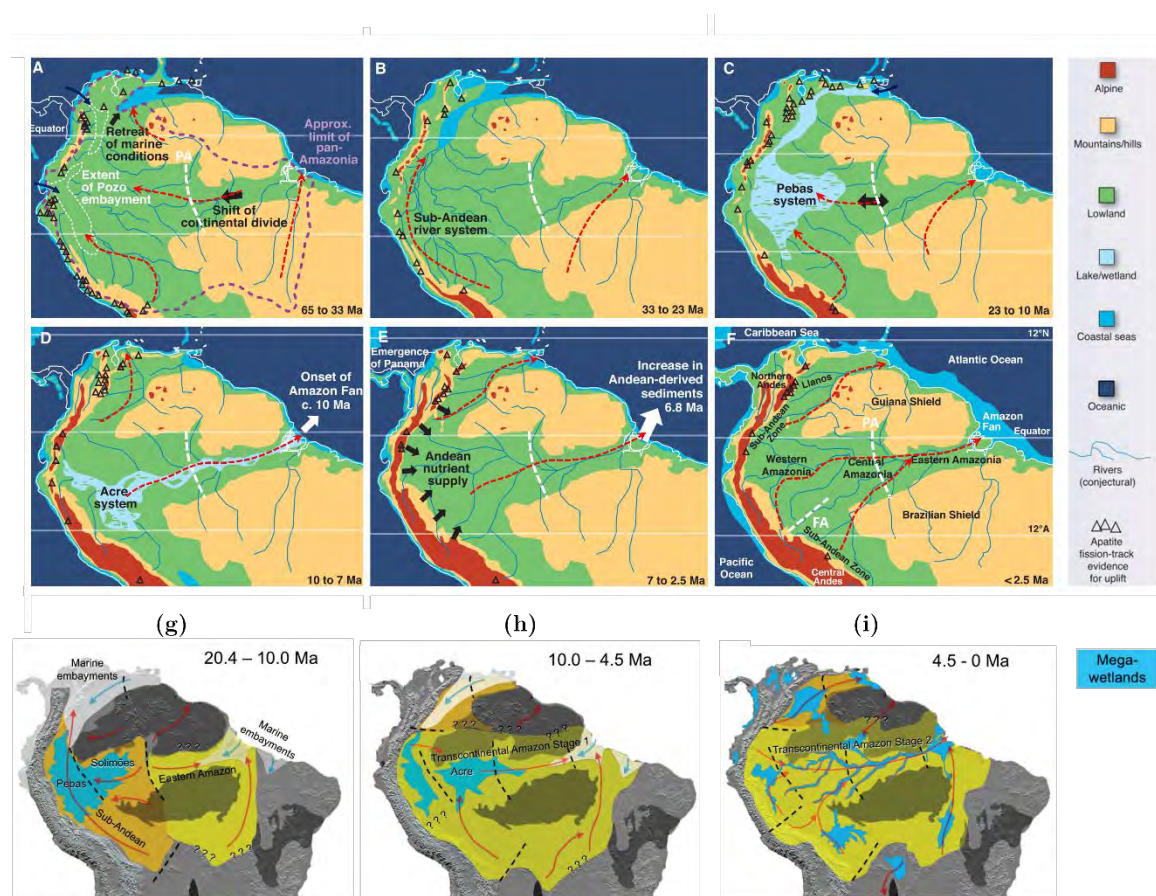 A
Equator
Retreat
of marine
conditions
PA
Approx.
limit of
pan-
Amazonia
Extent
of Pozo
embayment
Shift of
continental divide
65 to 33 Ma
B
Sub-Andean
river system
33 to 23 Ma
C
Pebas
system
23 to 10 Ma
Alpine
Mountains/hills
Lowland
Lake/wetland
Coastal seas
Oceanic
Rivers
(conjectural)
Apatite
fission-track
evidence
for uplift
D
Onset of
Amazon Fan
c. 10 Ma
Acre
system
10 to 7 Ma
E
Emergence
of Panama
Increase in
Andean-derived
sediments
6.8 Ma
Andean
nutrient
supply
7 to 2.5 Ma
F
Caribbean Sea
12°N
Atlantic Ocean
Northern
Andes
Llanos
Guiana Shield
Sub-Andean
Zone
PA
Amazon
Fan
Equator
Western
Amazonia
Central
Amazonia
Eastern Amazonia
Brazilian Shield
FA
12°A
Sub-Andean Zone
Pacific
Ocean
Central
Andes
<2.5 Ma
(g)
(h)
(i)
20.4 – 10.0 Ma
Marine
embayments
Marine
embayments
? ? ?
Solimões
Pebas
Eastern Amazon
Sub-Andean
? ? ?
10.0 – 4.5 Ma
? ? ?
? ? ?
Transcontinental Amazon Stage 1
Acre
? ? ?
? ? ?
4.5 - 0 Ma
? ? ?
Transcontinental Amazon Stage 2
Mega-
wetlands